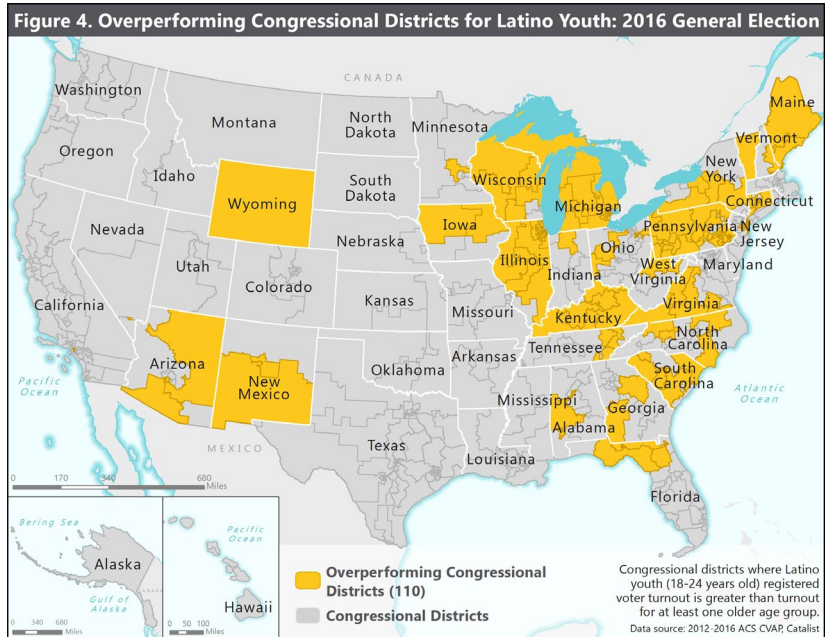 Figure 4. Overperforming Congressional Districts for Latino Youth: 2016 General Election
CANADA
Washington
Montana
North
Dakota
Minnesota
Maine
Vermont
Oregon
Idaho
South
Dakota
Wisconsin
New
York
Wyoming
Michigan
Connecticut
Nevada
Iowa
Pennsylvania
New
Jersey
Nebraska
Ohio
Utah
Illinois
Indiana
West
Virginia
Maryland
Colorado
California
Kansas
Missouri
Kentucky
Virginia
North
Carolina
Tennessee
Arizona
Oklahoma
Arkansas
South
Carolina
New
Mexico
Pacific
Ocean
Atlantic
Ocean
Mississippi
Georgia
Alabama
MEXICO
Texas
Louisiana
0 170 340 680
Miles
Florida
Bering Sea
Alaska
CANADA
Gulf of
Alaska
0 340 680
Miles
Pacific
Ocean
Hawaii
0 50 100
Miles
Overperforming Congressional
Districts (110)
Congressional Districts
Congressional districts where Latino
youth (18-24 years old) registered
voter turnout is greater than turnout
for at least one older age group.
Data source: 2012-2016 ACS CVAP, Catalist